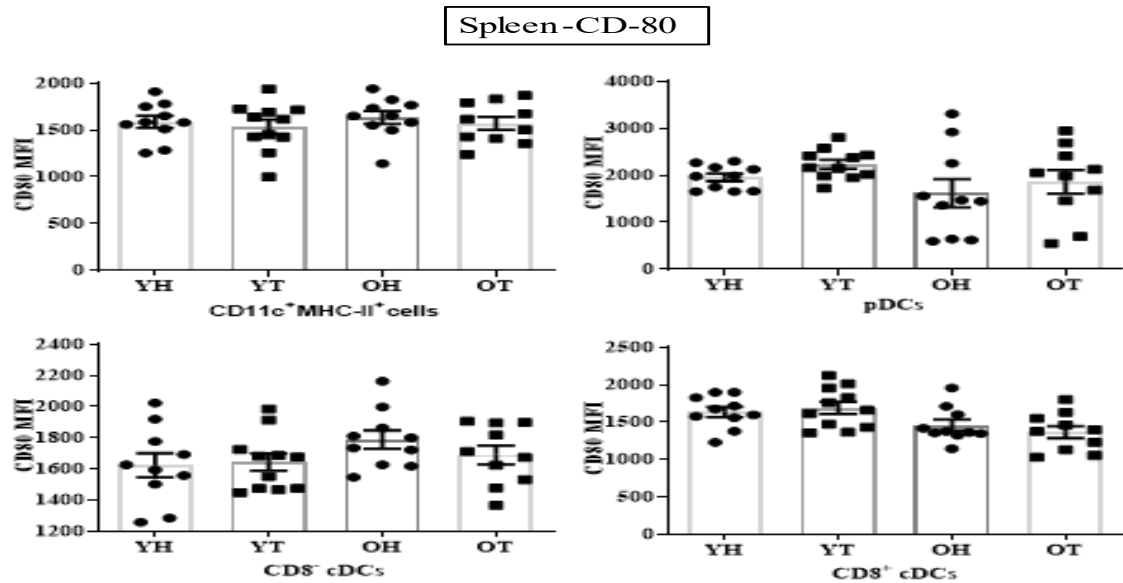 Spleen-CD-80
2000
1500
1000
500
0
CD80 MFI
YH YT OH OT
CD11c⁺MHC-II⁺cells
4000
3000
2000
1000
0
CD80 MFI
YH YT OH OT
pDCs
2400
2200
2000
1800
1600
1400
1200
CD80 MFI
YH YT OH OT
CD8⁻ cDCs
2500
2000
1500
1000
500
0
CD80 MFI
YH YT OH OT
CD8⁺ cDCs